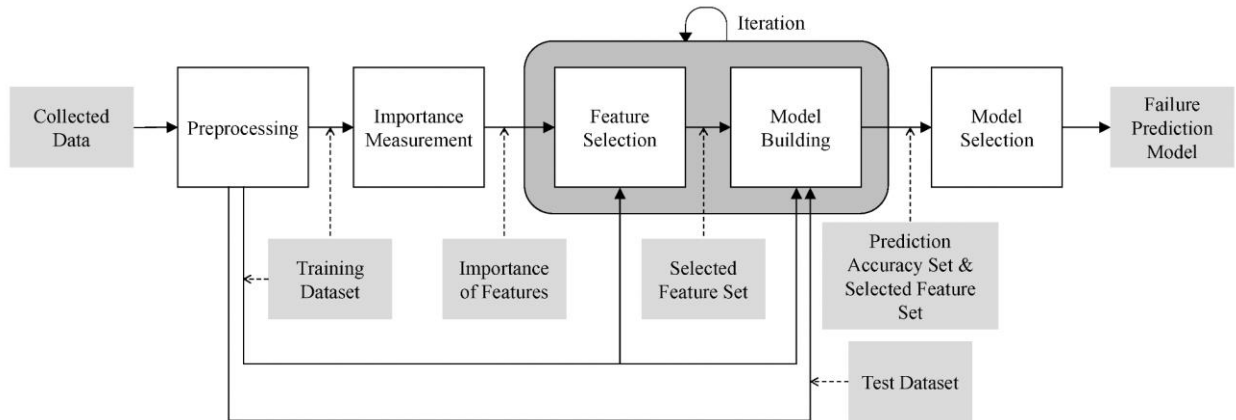 Iteration
Collected
Data
Preprocessing
Importance
Measurement
Feature
Selection
Model
Building
Model
Selection
Failure
Prediction
Model
Training
Dataset
Importance
of Features
Selected
Feature Set
Prediction
Accuracy Set &
Selected Feature
Set
Test Dataset